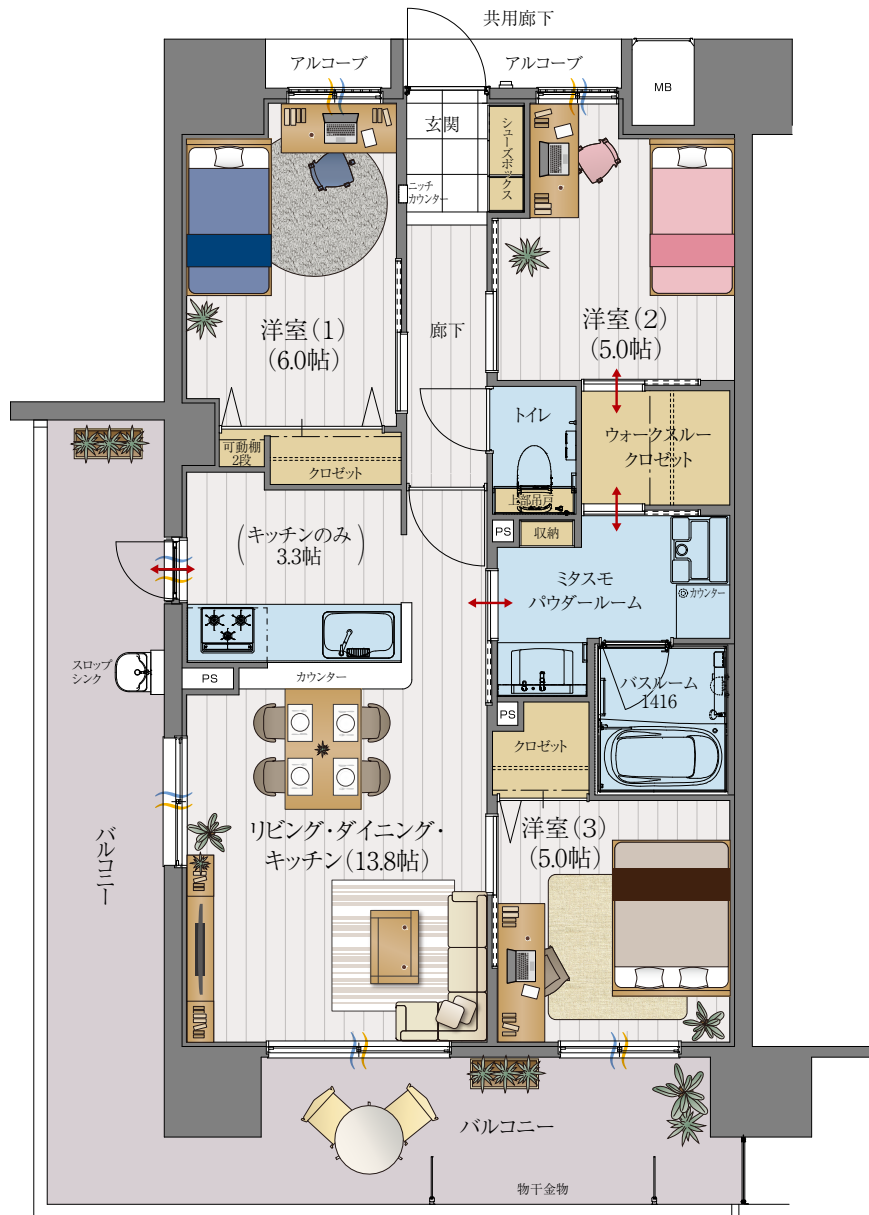 共用廊下
アルコーブ
アルコーブ
MB
玄関
シューズボックス
ニッチ
カウンター
洋室(1)
(6.0帖)
廊下
洋室(2)
(5.0帖)
トイレ
ウォークスルー
クロゼット
可動棚
2段
クロゼット
上部吊戸
PS
収納
(キッチンのみ)
3.3帖
ミタスモ
パウダールーム
◎カウンター
スロップ
シンク
PS
カウンター
バスルーム
1416
PS
クロゼット
バルコニー
リビング・ダイニング・
キッチン(13.8帖)
洋室(3)
(5.0帖)
バルコニー
物干金物